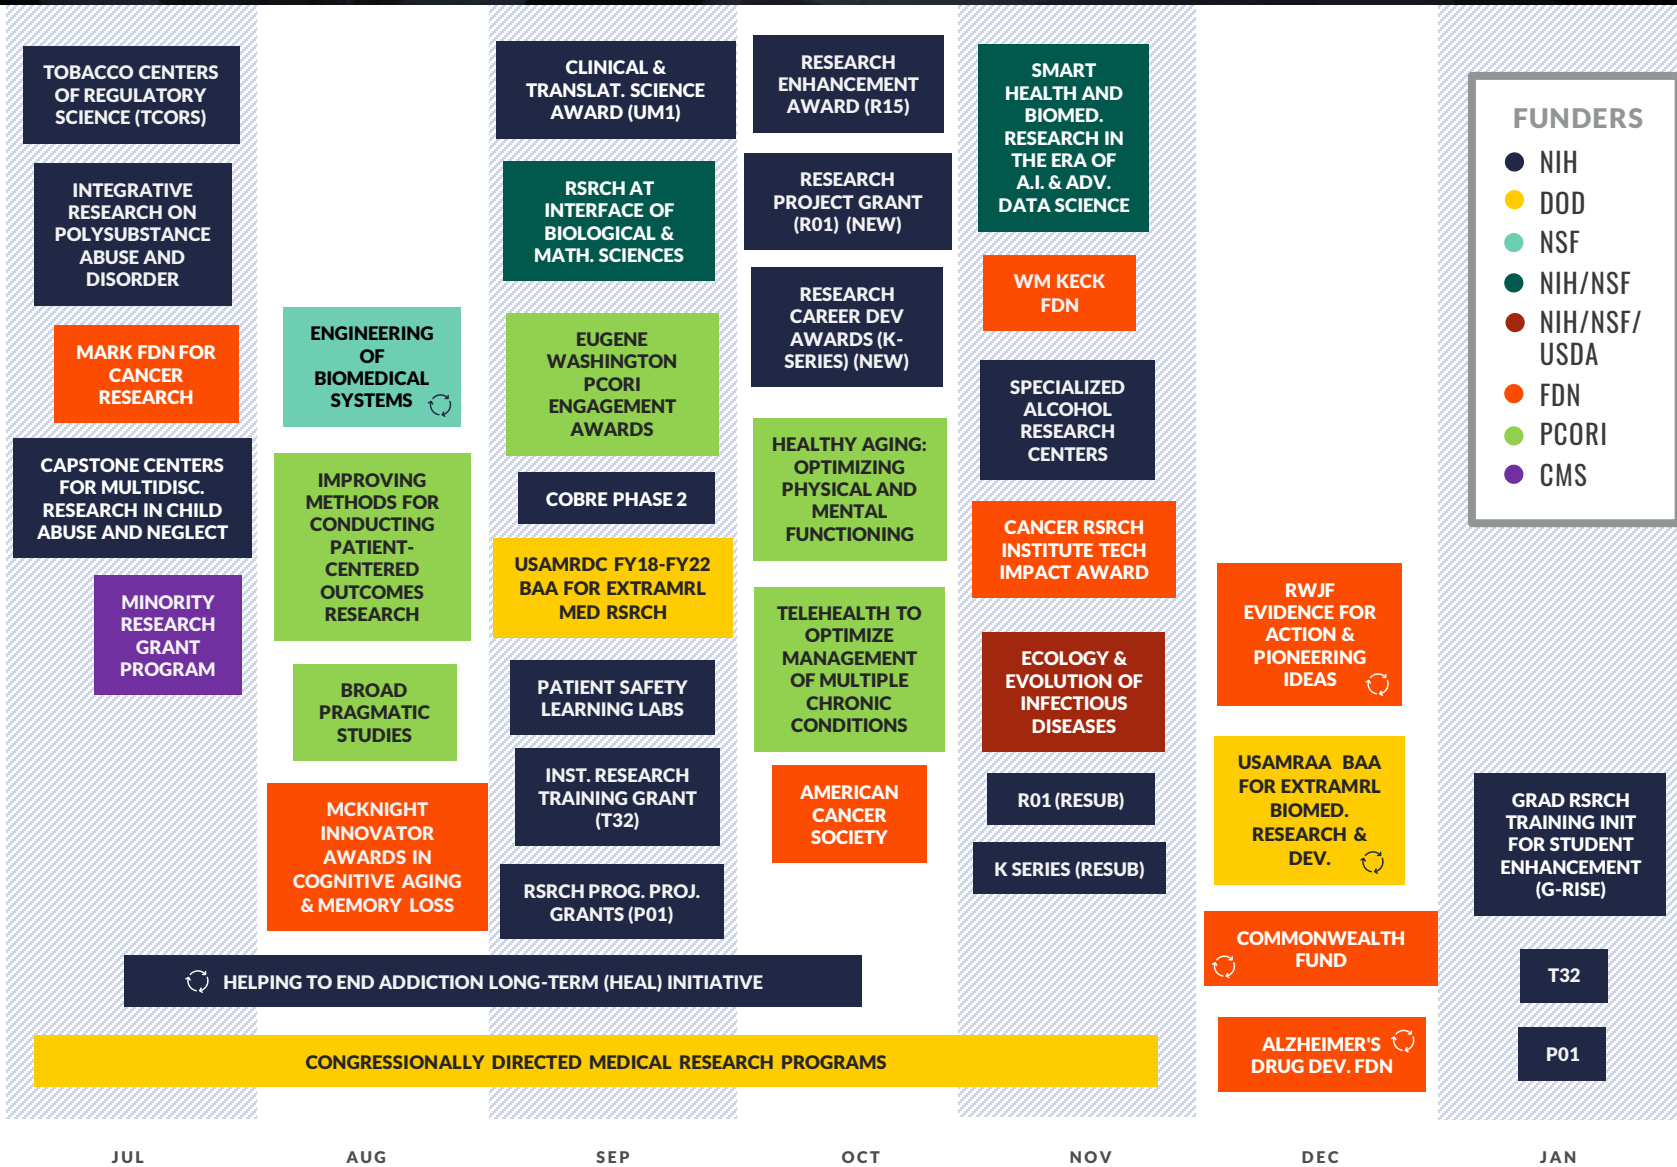 TOBACCO CENTERS
OF REGULATORY
SCIENCE (TCORS)
INTEGRATIVE
RESEARCH ON
POLYSUBSTANCE
ABUSE AND
DISORDER
MARK FDN FOR
CANCER
RESEARCH
CAPSTONE CENTERS
FOR MULTIDISC.
RESEARCH IN CHILD
ABUSE AND NEGLECT
MINORITY
RESEARCH
GRANT
PROGRAM
ENGINEERING
OF
BIOMEDICAL
SYSTEMS
IMPROVING
METHODS FOR
CONDUCTING
PATIENT-
CENTERED
OUTCOMES
RESEARCH
BROAD
PRAGMATIC
STUDIES
MCKNIGHT
INNOVATOR
AWARDS IN
COGNITIVE AGING
& MEMORY LOSS
CLINICAL &
TRANSLAT. SCIENCE
AWARD (UM1)
RSRCH AT
INTERFACE OF
BIOLOGICAL &
MATH. SCIENCES
EUGENE
WASHINGTON
PCORI
ENGAGEMENT
AWARDS
COBRE PHASE 2
USAMRDC FY18-FY22
BAA FOR EXTRAMRL
MED RSRCH
PATIENT SAFETY
LEARNING LABS
INST. RESEARCH
TRAINING GRANT
(T32)
RSRCH PROG. PROJ.
GRANTS (P01)
RESEARCH
ENHANCEMENT
AWARD (R15)
RESEARCH
PROJECT GRANT
(R01) (NEW)
RESEARCH
CAREER DEV
AWARDS (K-
SERIES) (NEW)
HEALTHY AGING:
OPTIMIZING
PHYSICAL AND
MENTAL
FUNCTIONING
TELEHEALTH TO
OPTIMIZE
MANAGEMENT
OF MULTIPLE
CHRONIC
CONDITIONS
AMERICAN
CANCER
SOCIETY
SMART
HEALTH AND
BIOMED.
RESEARCH IN
THE ERA OF
A.I. & ADV.
DATA SCIENCE
WM KECK
FDN
SPECIALIZED
ALCOHOL
RESEARCH
CENTERS
CANCER RSRCH
INSTITUTE TECH
IMPACT AWARD
ECOLOGY &
EVOLUTION OF
INFECTIOUS
DISEASES
R01 (RESUB)
K SERIES (RESUB)
RWJF
EVIDENCE FOR
ACTION &
PIONEERING
IDEAS
USAMRAA BAA
FOR EXTRAMRL
BIOMED.
RESEARCH &
DEV.
COMMONWEALTH
FUND
ALZHEIMER'S
DRUG DEV. FDN
FUNDERS
NIH
DOD
NSF
NIH/NSF
NIH/NSF/
USDA
FDN
PCORI
CMS
GRAD RSRCH
TRAINING INIT
FOR STUDENT
ENHANCEMENT
(G-RISE)
T32
P01
HELPING TO END ADDICTION LONG-TERM (HEAL) INITIATIVE
CONGRESSIONALLY DIRECTED MEDICAL RESEARCH PROGRAMS
JUL
AUG
SEP
OCT
NOV
DEC
JAN